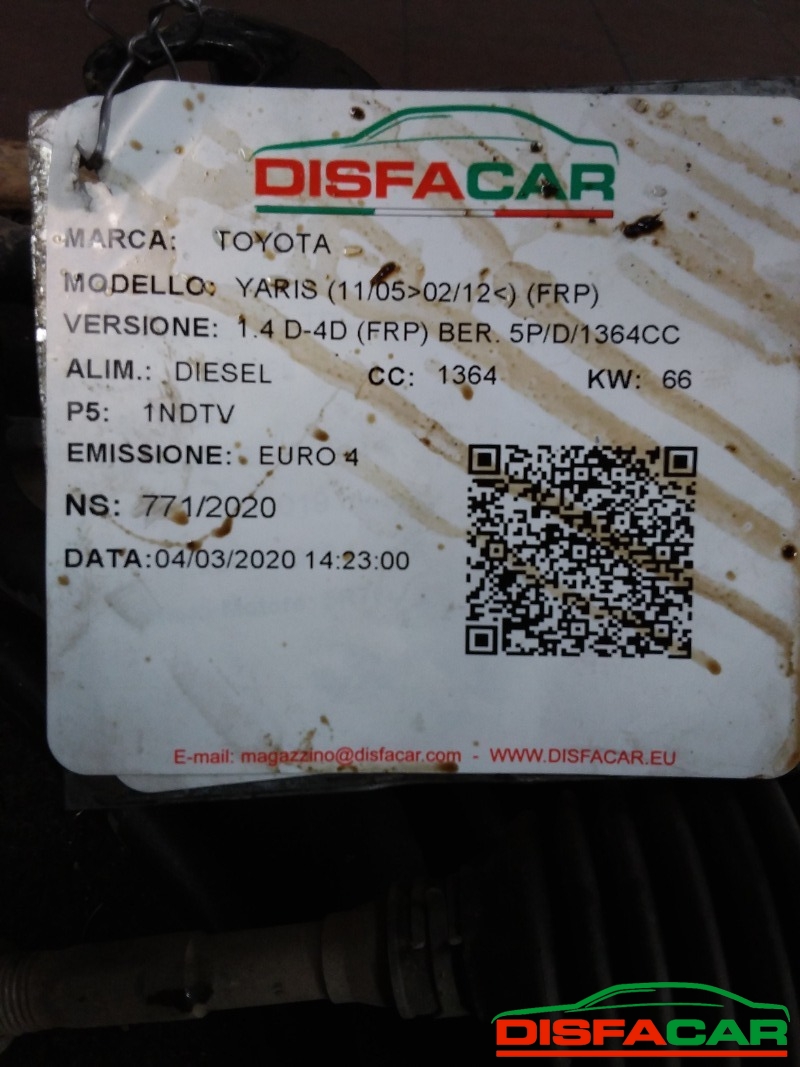 DISFACAR
MARCA: TOYOTA
MODELLO: YARIS (11/05>02/12<) (FRP)
VERSIONE: 1.4 D-4D (FRP) BER. 5P/D/1364CC
ALIM.: DIESEL CC: 1364 KW: 66
P5: 1NDTV
EMISSIONE: EURO 4
NS: 771/2020
DATA:04/03/2020 14:23:00
E-mail: magazzino@disfacar.com - WWW.DISFACAR.EU
DISFACAR